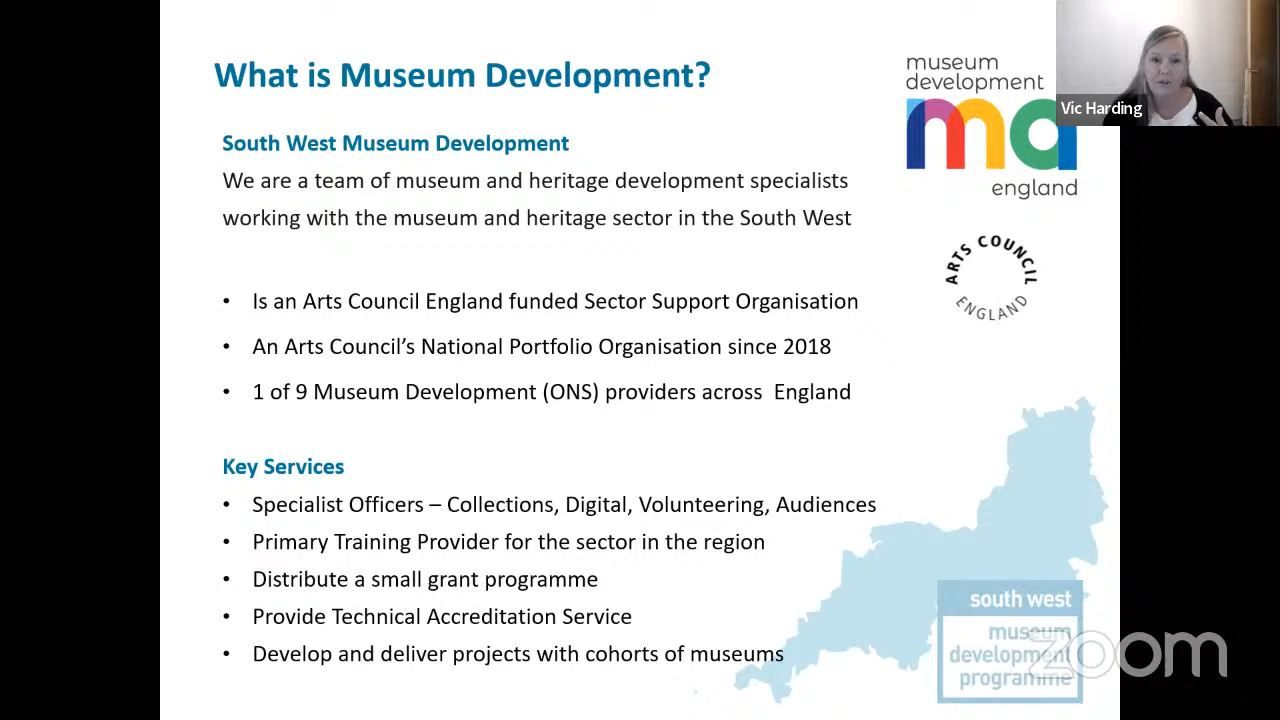 What is Museum Development?
South West Museum Development
We are a team of museum and heritage development specialists
working with the museum and heritage sector in the South West
• Is an Arts Council England funded Sector Support Organisation
• An Arts Council’s National Portfolio Organisation since 2018
• 1 of 9 Museum Development (ONS) providers across England
Key Services
• Specialist Officers – Collections, Digital, Volunteering, Audiences
• Primary Training Provider for the sector in the region
• Distribute a small grant programme
• Provide Technical Accreditation Service
• Develop and deliver projects with cohorts of museums
museum
development
md
england
Vic Harding
ARTS COUNCIL
ENGLAND
south west
museum
development
programme
zoom